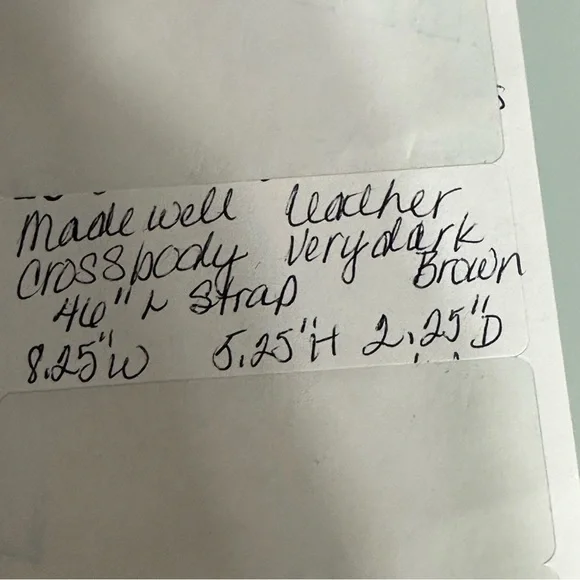 Madewell leather
Crossbody very dark
Brown
46" L Strap
8.25"W 5.25"H 2.25"D